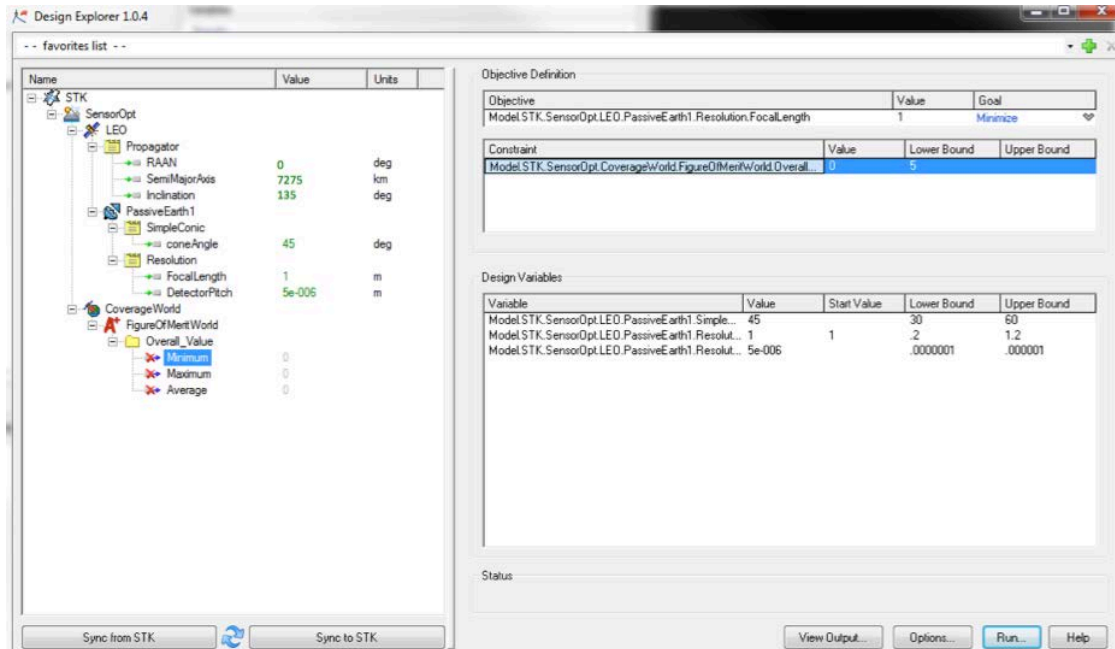 Design Explorer 1.0.4
- - favorites list - -
Name Value Units
STK
SensorOpt
LEO
Propagator
RAAN 0 deg
SemiMajorAxis 7275 km
Inclination 135 deg
PassiveEarth1
SimpleConic
coneAngle 45 deg
Resolution
FocalLength 1 m
DetectorPitch 5e-006 m
CoverageWorld
FigureOfMeritWorld
Overall_Value
Minimum 0
Maximum 0
Average 0
Sync from STK Sync to STK
Objective Definition
Objective Value Goal
Model.STK.SensorOpt.LEO.PassiveEarth1.Resolution.FocalLength 1 Minimize
Constraint Value Lower Bound Upper Bound
Model.STK.SensorOpt.CoverageWorld.FigureOfMeritWorld.Overall... 0 5
Design Variables
Variable Value Start Value Lower Bound Upper Bound
Model.STK.SensorOpt.LEO.PassiveEarth1.Simple... 45 30 60
Model.STK.SensorOpt.LEO.PassiveEarth1.Resolut... 1 1 .2 1.2
Model.STK.SensorOpt.LEO.PassiveEarth1.Resolut... 5e-006 .0000001 .000001
Status
View Output... Options... Run... Help